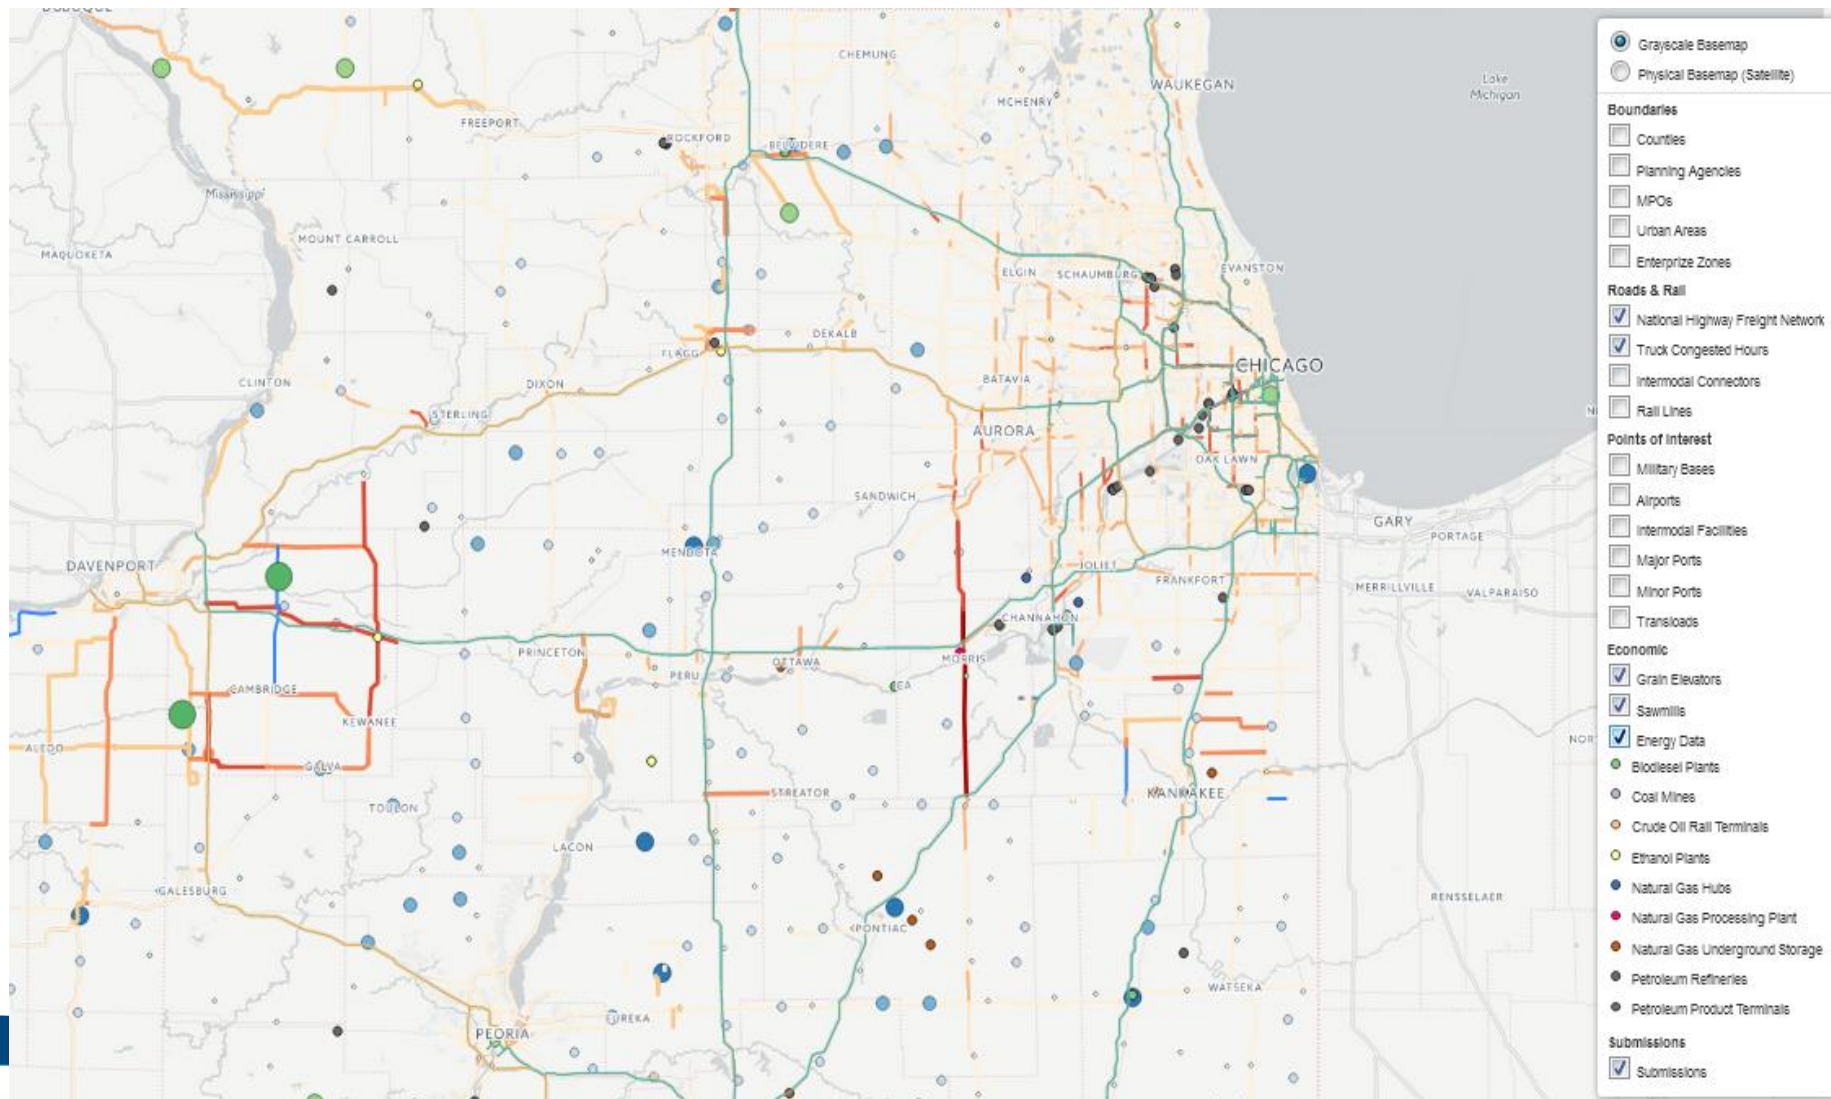 DUBUQUE
CHEMUNG
WAUKEGAN
Lake
Michigan
MCHENRY
FREEPORT
ROCKFORD
BELVIDERE
Mississippi
MOUNT CARROLL
MAQUOKETA
ELGIN
SCHAUMBURG
EVANSTON
DEKALB
FLAGG
CHICAGO
CLINTON
DIXON
BATAVIA
STERLING
AURORA
OAK LAWN
SANDWICH
GARY
PORTAGE
MENDOTA
DAVENPORT
JOLIET
FRANKFORT
MERRILLVILLE
VALPARAISO
CHANNAHON
PRINCETON
OTTAWA
MORRIS
PERU
CA
CAMBRIDGE
KEWANEE
ALEDO
NOR
GALVA
STREATOR
KANKAKEE
TOULON
LACON
GALESBURG
RENSSELAER
PONTIAC
WATSEKA
EUREKA
PEORIA
Grayscale Basemap
Physical Basemap (Satellite)
Boundaries
Counties
Planning Agencies
MPOs
Urban Areas
Enterprize Zones
Roads & Rail
National Highway Freight Network
Truck Congested Hours
Intermodal Connectors
Rail Lines
Points of Interest
Military Bases
Airports
Intermodal Facilities
Major Ports
Minor Ports
Transloads
Economic
Grain Elevators
Sawmills
Energy Data
Biodiesel Plants
Coal Mines
Crude Oil Rail Terminals
Ethanol Plants
Natural Gas Hubs
Natural Gas Processing Plant
Natural Gas Underground Storage
Petroleum Refineries
Petroleum Product Terminals
Submissions
Submissions